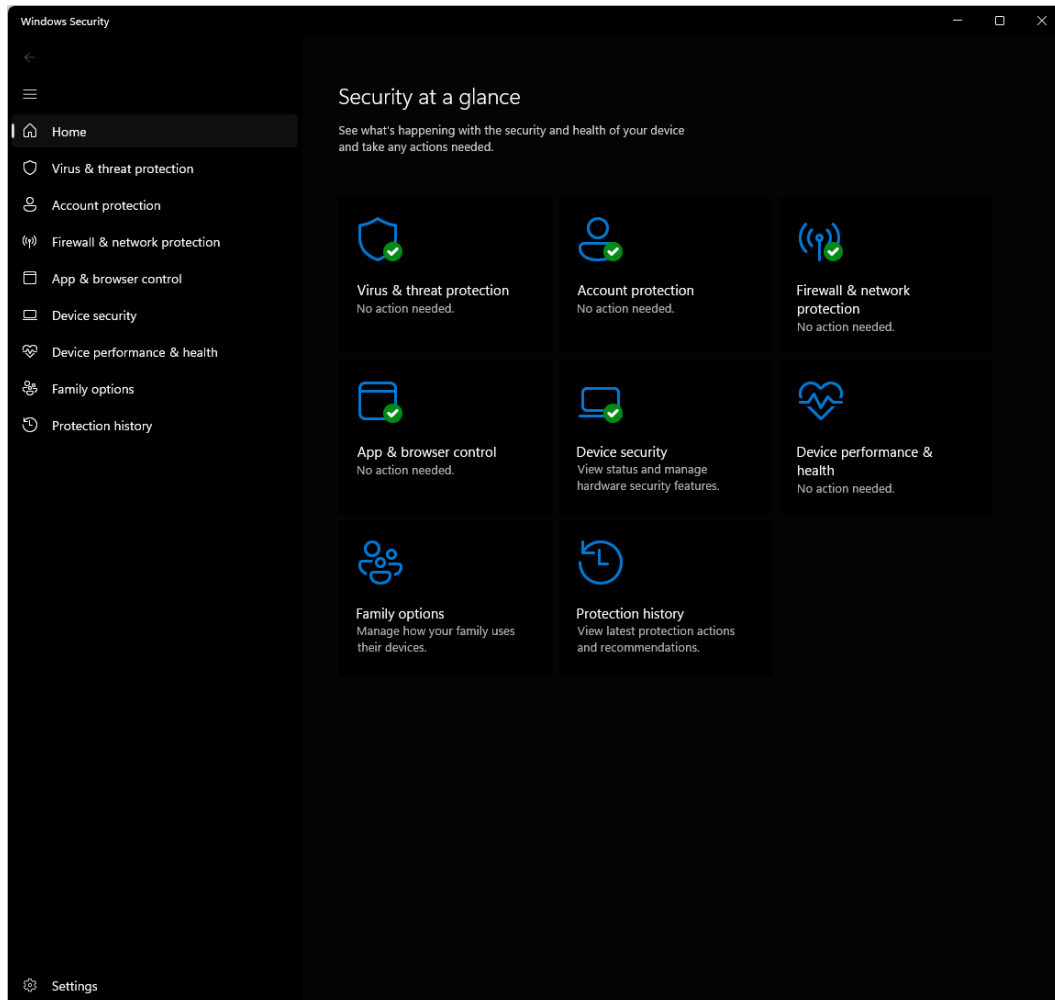 Windows Security
Home
Virus & threat protection
Account protection
Firewall & network protection
App & browser control
Device security
Device performance & health
Family options
Protection history
Settings
Security at a glance
See what's happening with the security and health of your device
and take any actions needed.
Virus & threat protection
No action needed.
Account protection
No action needed.
Firewall & network
protection
No action needed.
App & browser control
No action needed.
Device security
View status and manage
hardware security features.
Device performance &
health
No action needed.
Family options
Manage how your family uses
their devices.
Protection history
View latest protection actions
and recommendations.